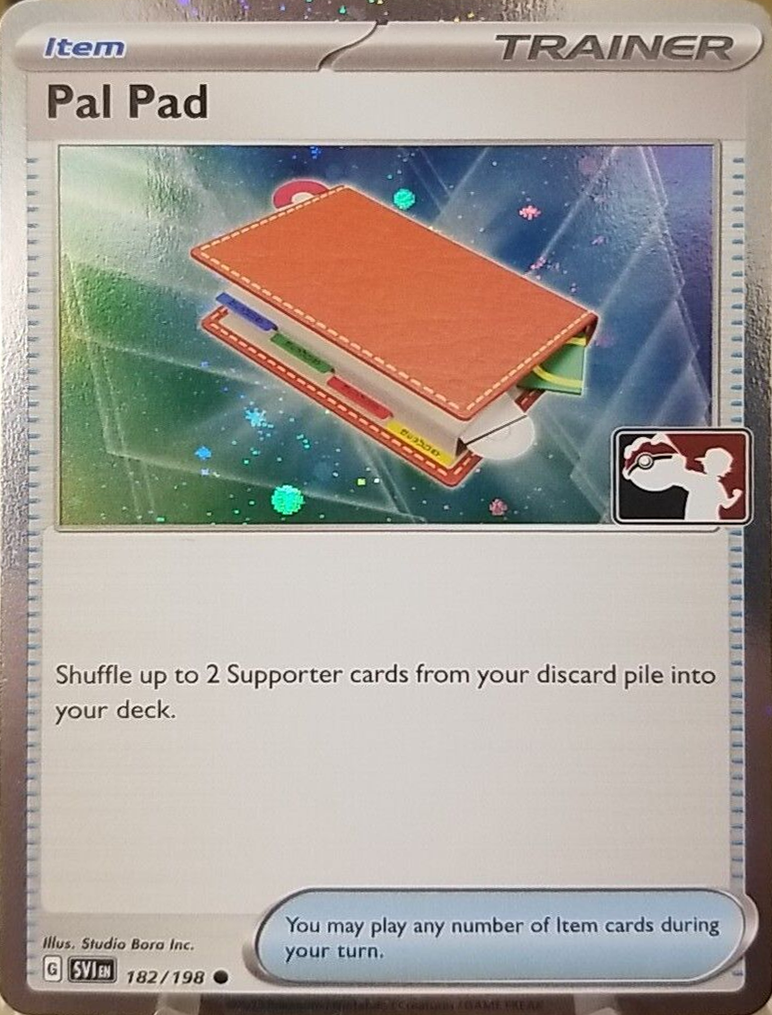 Item
TRAINER
Pal Pad
Shuffle up to 2 Supporter cards from your discard pile into
your deck.
You may play any number of Item cards during
your turn.
Illus. Studio Bora Inc.
G SVI EN 182/198